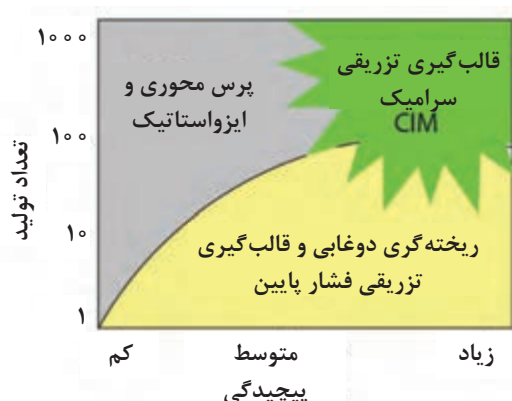 ۱۰۰۰
۱۰۰
۱۰
۱
تعداد تولید
پرس محوری و
ایزواستاتیک
قالب‌گیری تزریقی
سرامیک
CIM
ریخته‌گری دوغابی و قالب‌گیری
تزریقی فشار پایین
کم
متوسط
زیاد
پیچیدگی